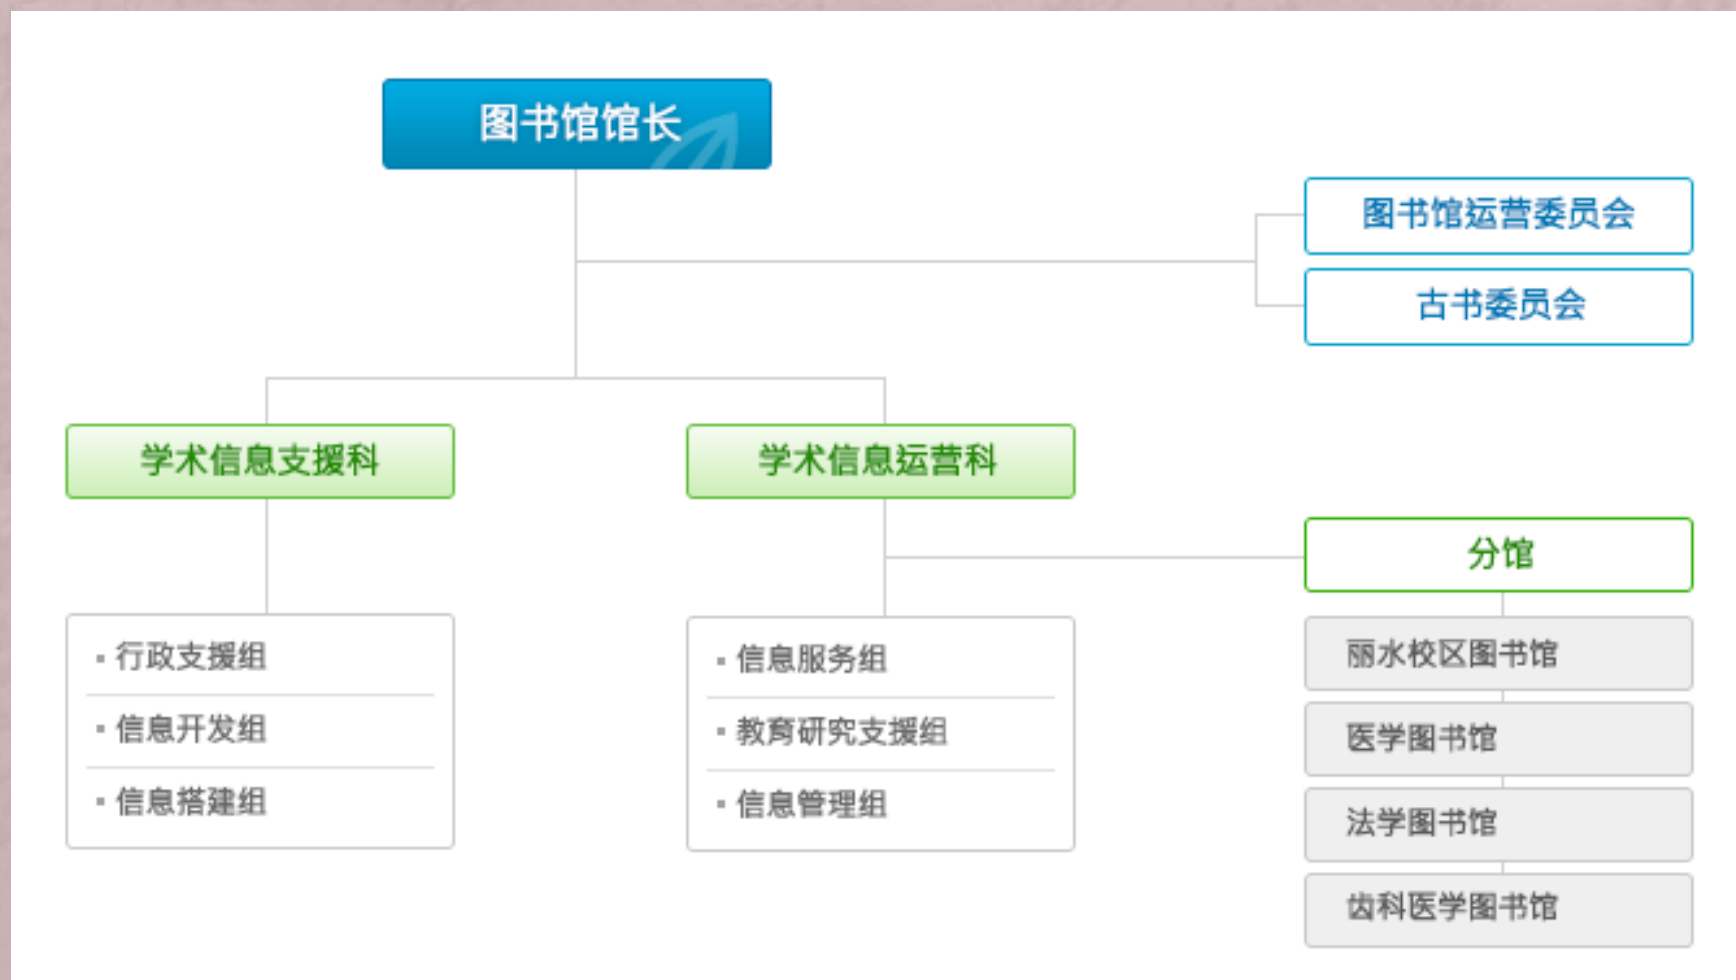 图书馆馆长
图书馆运营委员会
古书委员会
学术信息支援科
学术信息运营科
分馆
行政支援组
信息开发组
信息搭建组
信息服务组
教育研究支援组
信息管理组
丽水校区图书馆
医学图书馆
法学图书馆
齿科医学图书馆